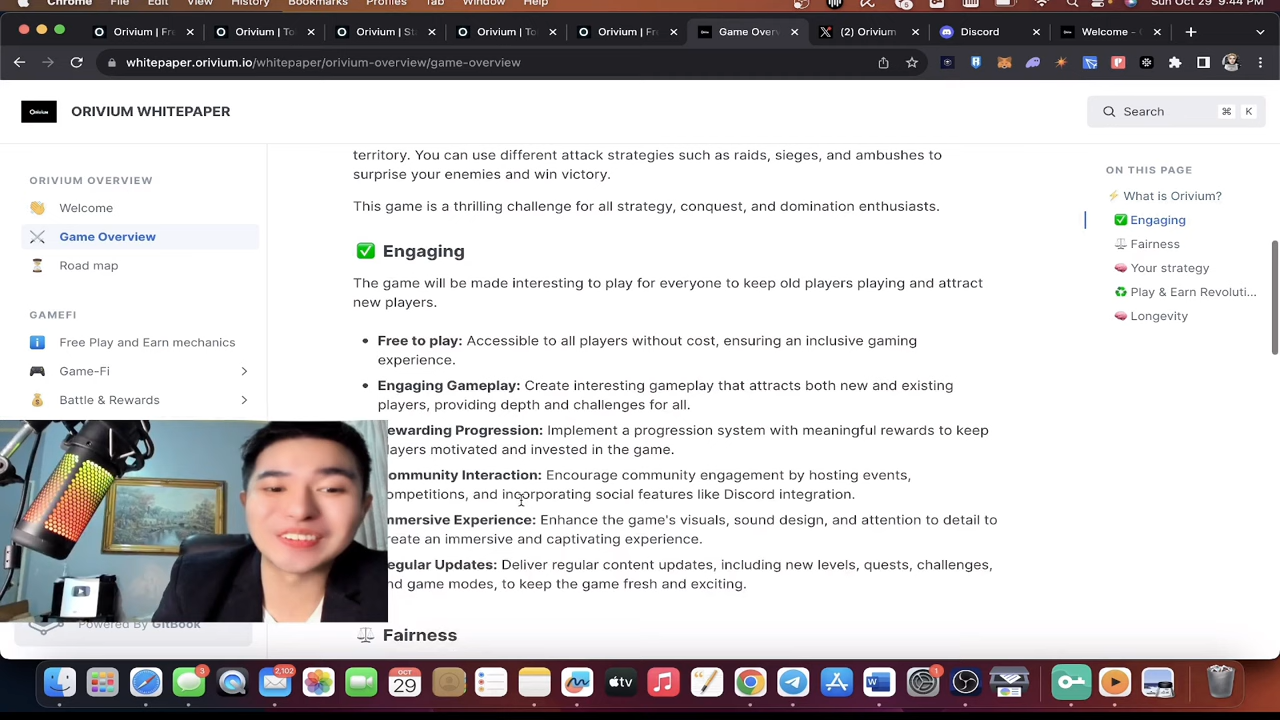 Chrome File Edit View History Bookmarks Profiles Tab Window Help
5
Sun Oct 29 9:44 PM
Orivium | Fre
Orivium | To
Orivium | St
Orivium | To
Orivium | Fr
Game Over
(2) Orivium
Discord
Welcome -
whitepaper.orivium.io/whitepaper/orivium-overview/game-overview
Orivium
ORIVIUM WHITEPAPER
Search
⌘ K
ORIVIUM OVERVIEW
Welcome
Game Overview
Road map
GAMEFI
Free Play and Earn mechanics
Game-Fi
Battle & Rewards
Powered By GitBook
territory. You can use different attack strategies such as raids, sieges, and ambushes to
surprise your enemies and win victory.
This game is a thrilling challenge for all strategy, conquest, and domination enthusiasts.
✅ Engaging
The game will be made interesting to play for everyone to keep old players playing and attract
new players.
• Free to play: Accessible to all players without cost, ensuring an inclusive gaming
experience.
• Engaging Gameplay: Create interesting gameplay that attracts both new and existing
players, providing depth and challenges for all.
ewarding Progression: Implement a progression system with meaningful rewards to keep
layers motivated and invested in the game.
ommunity Interaction: Encourage community engagement by hosting events,
ompetitions, and incorporating social features like Discord integration.
mmersive Experience: Enhance the game's visuals, sound design, and attention to detail to
reate an immersive and captivating experience.
egular Updates: Deliver regular content updates, including new levels, quests, challenges,
nd game modes, to keep the game fresh and exciting.
⚖ Fairness
ON THIS PAGE
⚡ What is Orivium?
✅ Engaging
⚖ Fairness
🧠 Your strategy
♻ Play & Earn Revoluti...
🧠 Longevity
3
2,102
OCT
29
tv
W
1